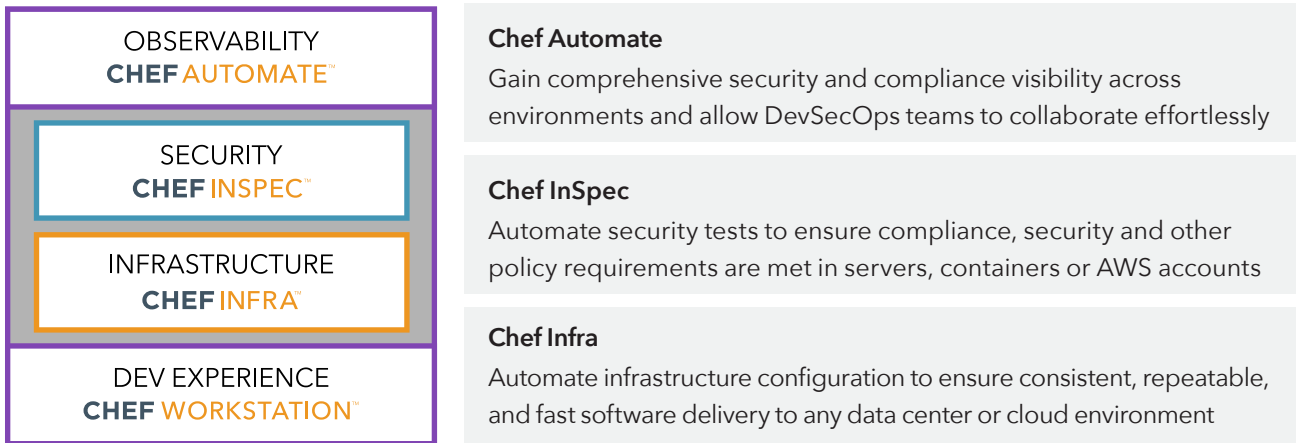 OBSERVABILITY
CHEF AUTOMATE™
SECURITY
CHEF INSPEC™
INFRASTRUCTURE
CHEF INFRA™
DEV EXPERIENCE
CHEF WORKSTATION™
Chef Automate
Gain comprehensive security and compliance visibility across
environments and allow DevSecOps teams to collaborate effortlessly
Chef InSpec
Automate security tests to ensure compliance, security and other
policy requirements are met in servers, containers or AWS accounts
Chef Infra
Automate infrastructure configuration to ensure consistent, repeatable,
and fast software delivery to any data center or cloud environment